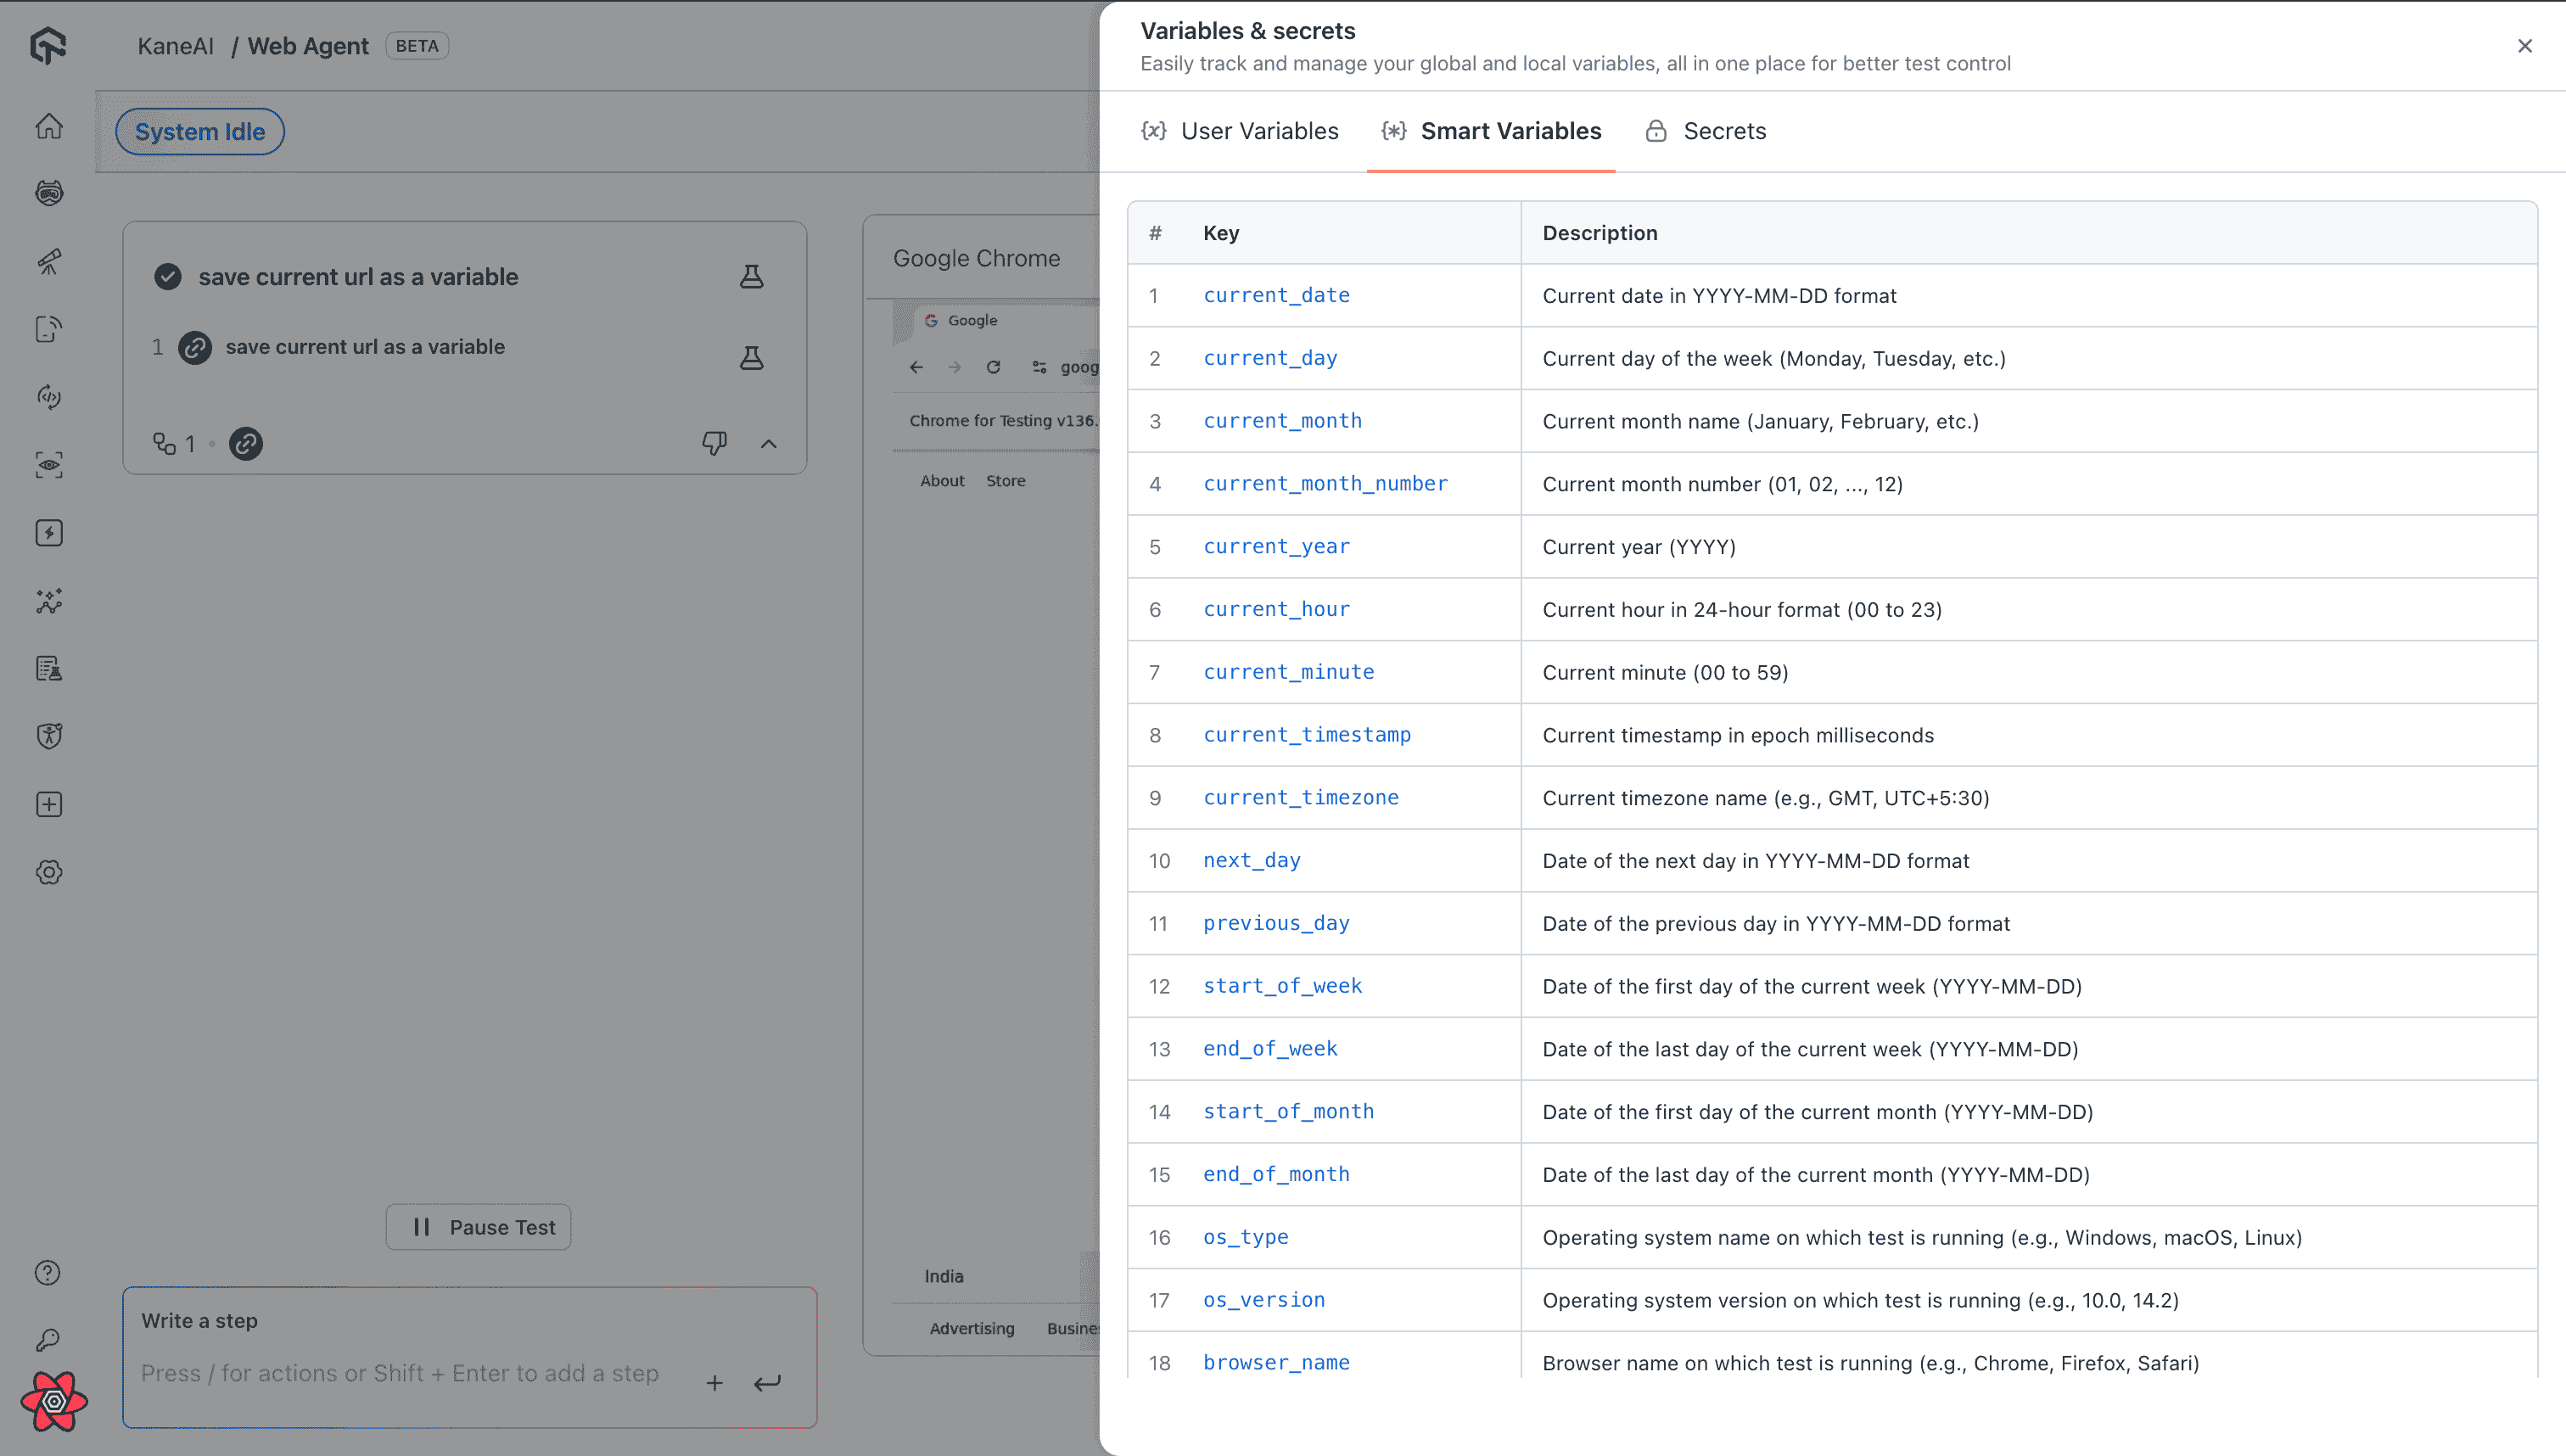 KaneAI / Web Agent BETA
System Idle
save current url as a variable
1 save current url as a variable
1
Pause Test
Write a step
Press / for actions or Shift + Enter to add a step
Google Chrome
Google
goog
Chrome for Testing v136.
About Store
India
Advertising Busine
Variables & secrets
Easily track and manage your global and local variables, all in one place for better test control
{x} User Variables {*} Smart Variables Secrets
# Key Description
1 current_date Current date in YYYY-MM-DD format
2 current_day Current day of the week (Monday, Tuesday, etc.)
3 current_month Current month name (January, February, etc.)
4 current_month_number Current month number (01, 02, ..., 12)
5 current_year Current year (YYYY)
6 current_hour Current hour in 24-hour format (00 to 23)
7 current_minute Current minute (00 to 59)
8 current_timestamp Current timestamp in epoch milliseconds
9 current_timezone Current timezone name (e.g., GMT, UTC+5:30)
10 next_day Date of the next day in YYYY-MM-DD format
11 previous_day Date of the previous day in YYYY-MM-DD format
12 start_of_week Date of the first day of the current week (YYYY-MM-DD)
13 end_of_week Date of the last day of the current week (YYYY-MM-DD)
14 start_of_month Date of the first day of the current month (YYYY-MM-DD)
15 end_of_month Date of the last day of the current month (YYYY-MM-DD)
16 os_type Operating system name on which test is running (e.g., Windows, macOS, Linux)
17 os_version Operating system version on which test is running (e.g., 10.0, 14.2)
18 browser_name Browser name on which test is running (e.g., Chrome, Firefox, Safari)